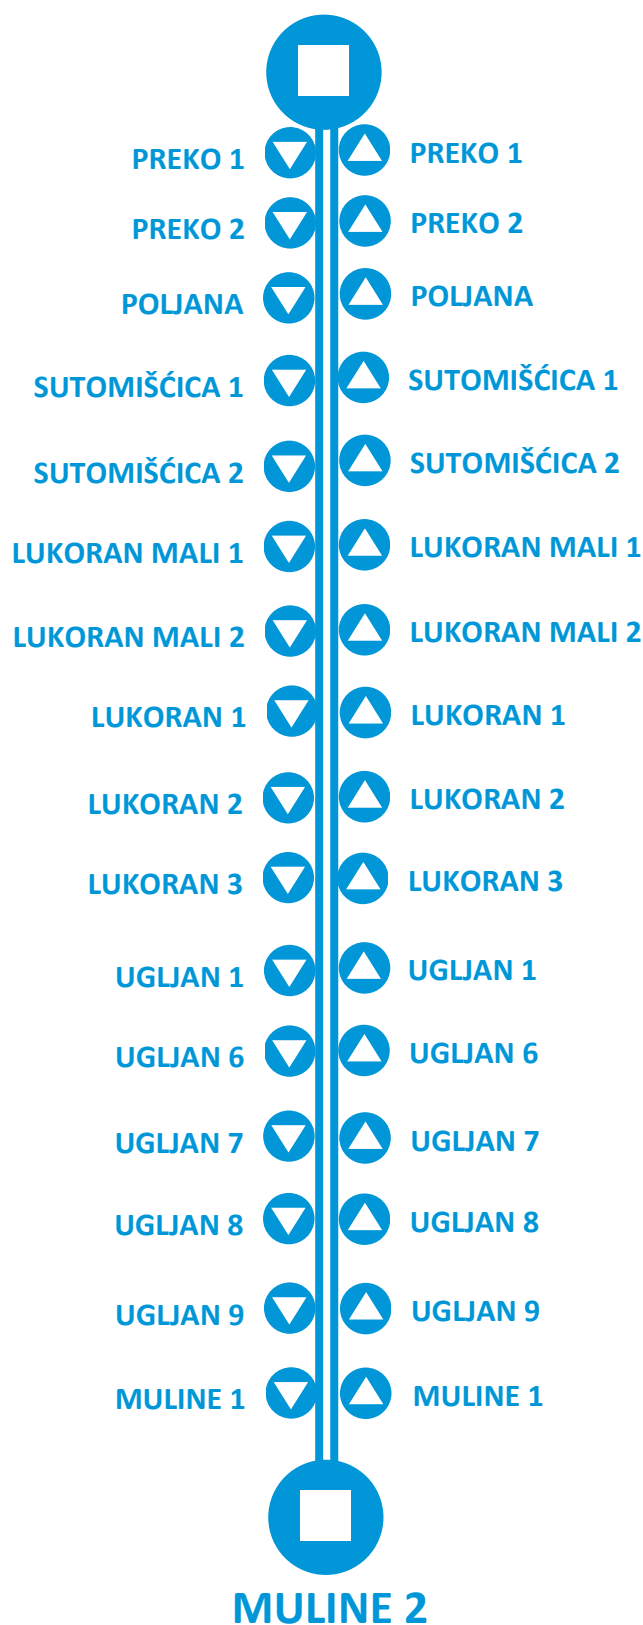 PREKO 1 PREKO 1
PREKO 2 PREKO 2
POLJANA POLJANA
SUTOMIŠĆICA 1 SUTOMIŠĆICA 1
SUTOMIŠĆICA 2 SUTOMIŠĆICA 2
LUKORAN MALI 1 LUKORAN MALI 1
LUKORAN MALI 2 LUKORAN MALI 2
LUKORAN 1 LUKORAN 1
LUKORAN 2 LUKORAN 2
LUKORAN 3 LUKORAN 3
UGLJAN 1 UGLJAN 1
UGLJAN 6 UGLJAN 6
UGLJAN 7 UGLJAN 7
UGLJAN 8 UGLJAN 8
UGLJAN 9 UGLJAN 9
MULINE 1 MULINE 1
MULINE 2